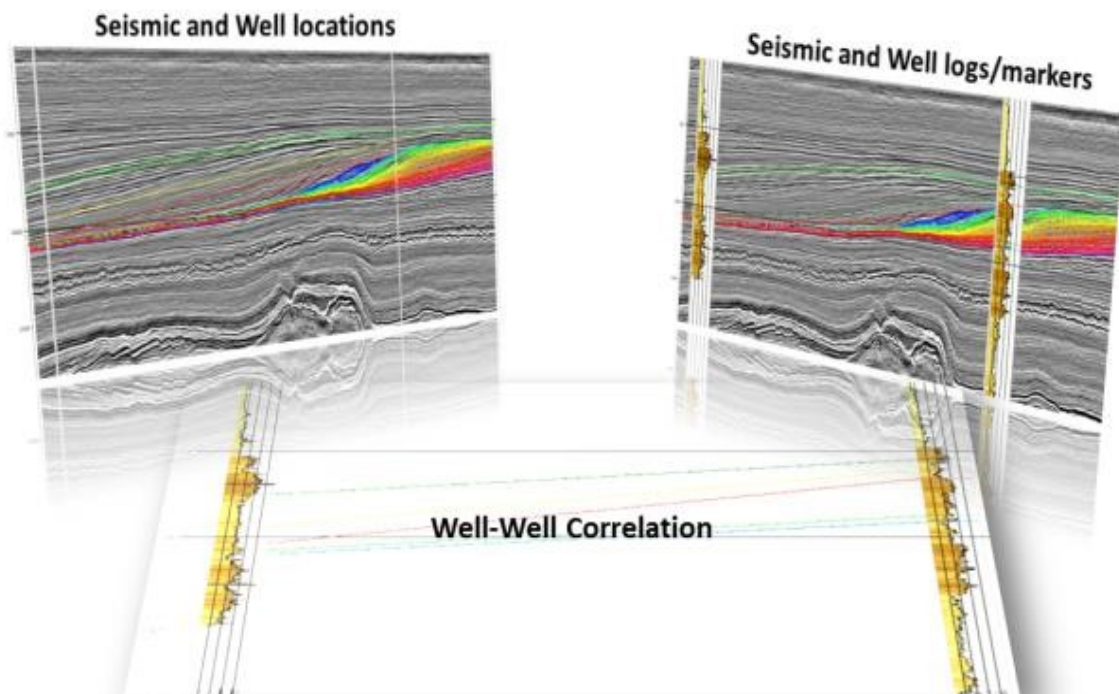 Seismic and Well locations
Seismic and Well logs/markers
Well-Well Correlation